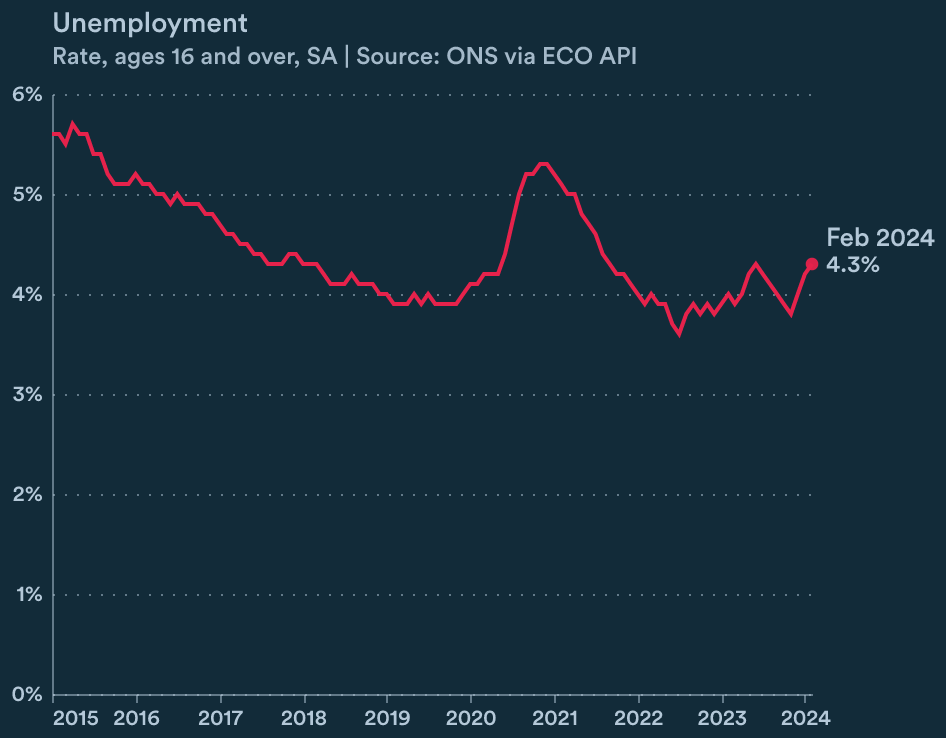 Unemployment
Rate, ages 16 and over, SA | Source: ONS via ECO API
6%
5%
Feb 2024
4.3%
4%
3%
2%
1%
0%
2015 2016 2017 2018 2019 2020 2021 2022 2023 2024